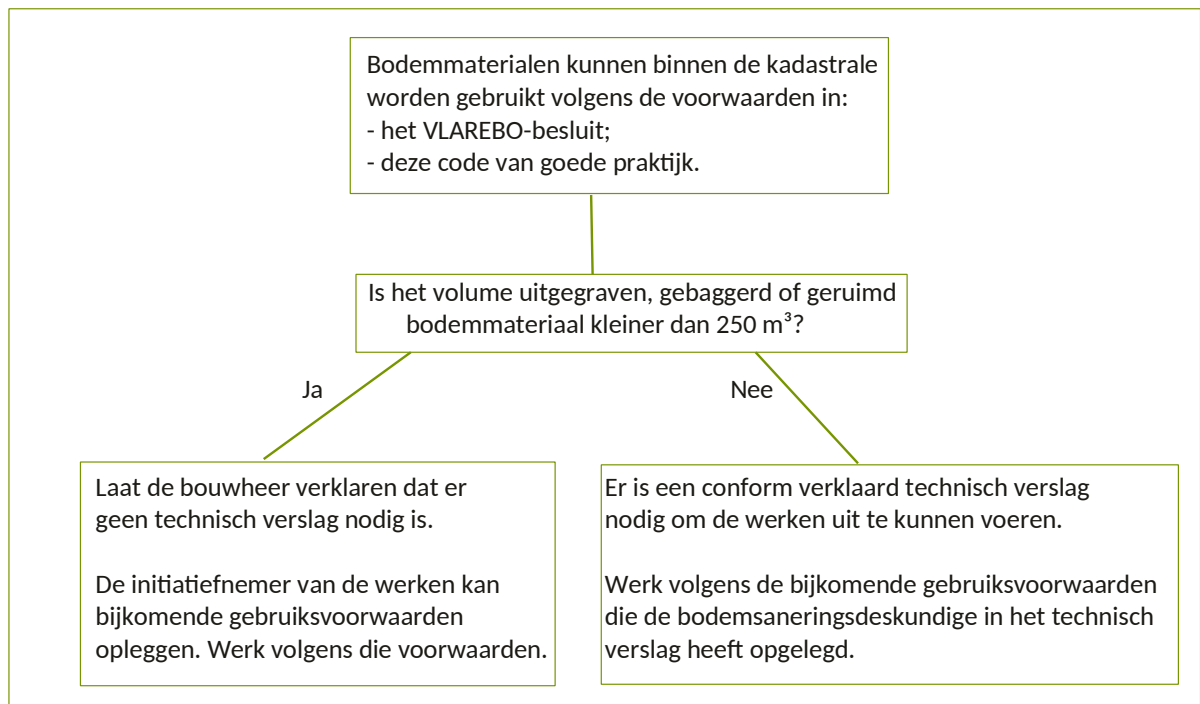 Bodemmaterialen kunnen binnen de kadastrale
worden gebruikt volgens de voorwaarden in:
- het VLAREBO-besluit;
- deze code van goede praktijk.
Is het volume uitgegraven, gebaggerd of geruimd
bodemmateriaal kleiner dan 250 m³?
Ja
Nee
Laat de bouwheer verklaren dat er
geen technisch verslag nodig is.
De initiatiefnemer van de werken kan
bijkomende gebruiksvoorwaarden
opleggen. Werk volgens die voorwaarden.
Er is een conform verklaard technisch verslag
nodig om de werken uit te kunnen voeren.
Werk volgens de bijkomende gebruiksvoorwaarden
die de bodemsaneringsdeskundige in het technisch
verslag heeft opgelegd.